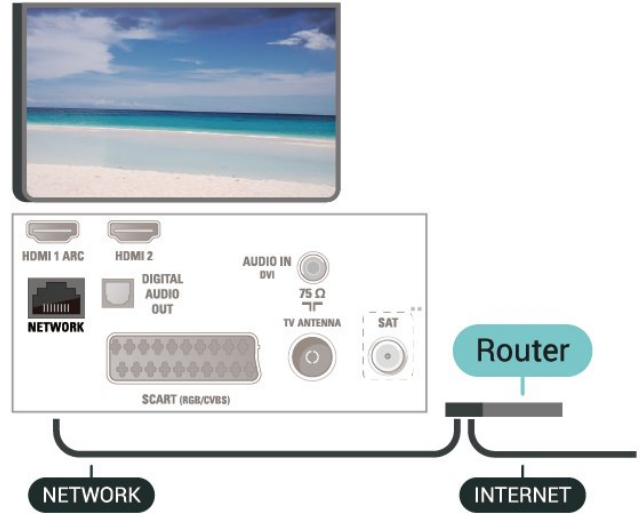 HDMI 1 ARC
HDMI 2
NETWORK
DIGITAL
AUDIO
OUT
AUDIO IN
DVI
75 Ω
TV ANTENNA
SAT
**
SCART (RGB/CVBS)
Router
NETWORK
INTERNET